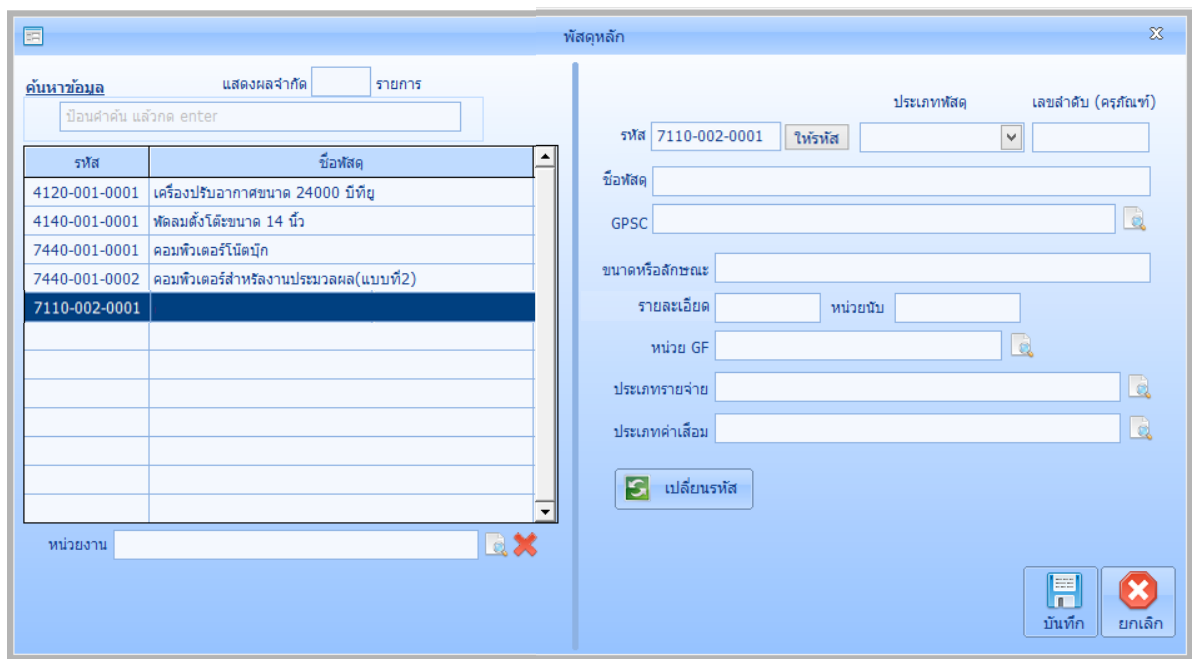 พัสดุหลัก
ค้นหาข้อมูล แสดงผลจำกัด รายการ
ป้อนคำค้น แล้วกด enter
รหัส ชื่อพัสดุ
4120-001-0001 เครื่องปรับอากาศขนาด 24000 บีทียู
4140-001-0001 พัดลมตั้งโต๊ะขนาด 14 นิ้ว
7440-001-0001 คอมพิวเตอร์โน๊ตบุ๊ก
7440-001-0002 คอมพิวเตอร์สำหรัลงานประมวลผล(แบบที่2)
7110-002-0001
หน่วยงาน
ประเภทพัสดุ เลขลำดับ (ครุภัณฑ์)
รหัส 7110-002-0001 ให้รหัส
ชื่อพัสดุ
GPSC
ขนาดหรือลักษณะ
รายละเอียด หน่วยนับ
หน่วย GF
ประเภทรายจ่าย
ประเภทค่าเสื่อม
เปลี่ยนรหัส
บันทึก ยกเลิก